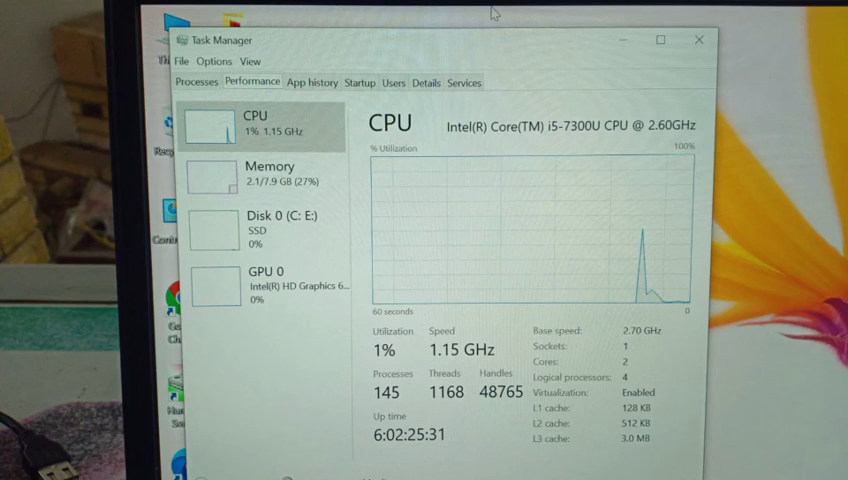 Task Manager
File Options View
Processes Performance App history Startup Users Details Services
CPU
1% 1.15 GHz
Memory
2.1/7.9 GB (27%)
Disk 0 (C: E:)
SSD
0%
GPU 0
Intel(R) HD Graphics 6...
0%
CPU
Intel(R) Core(TM) i5-7300U CPU @ 2.60GHz
% Utilization
100%
60 seconds
0
Utilization Speed
1% 1.15 GHz
Processes Threads Handles
145 1168 48765
Up time
6:02:25:31
Base speed: 2.70 GHz
Sockets: 1
Cores: 2
Logical processors: 4
Virtualization: Enabled
L1 cache: 128 KB
L2 cache: 512 KB
L3 cache: 3.0 MB